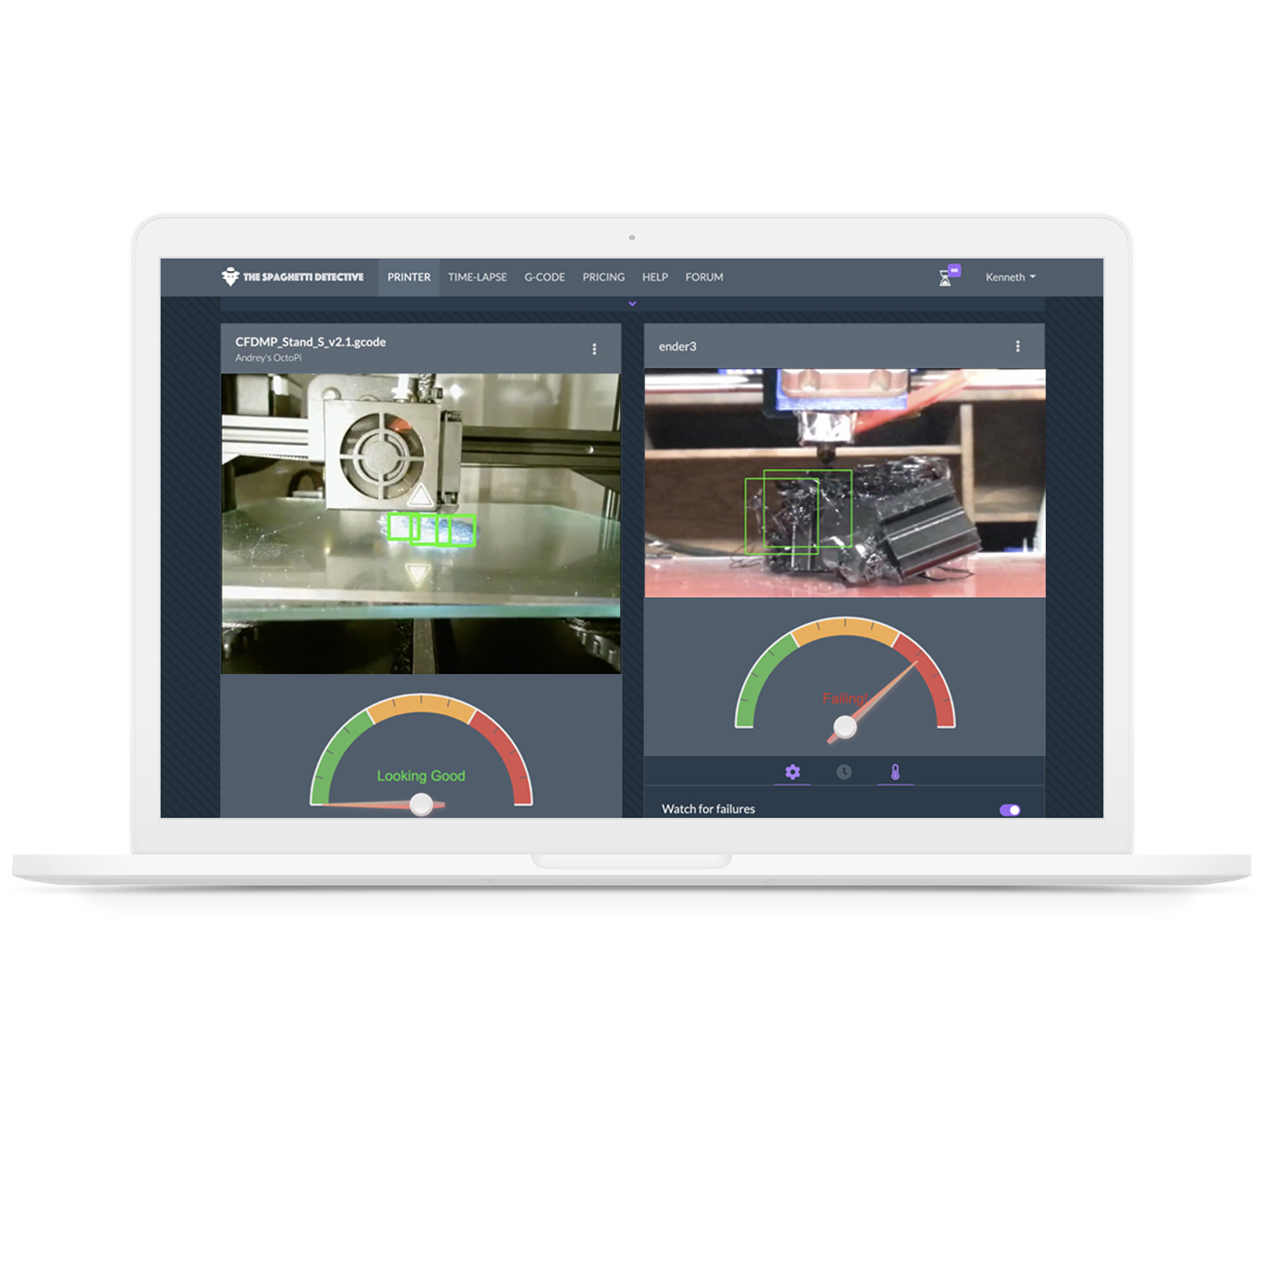 THE SPAGHETTI DETECTIVE PRINTER TIME-LAPSE G-CODE PRICING HELP FORUM ∞ Kenneth
CFDMP_Stand_S_v2.1.gcode
Andrey's OctoPi
Looking Good
ender3
Failing!
Watch for failures